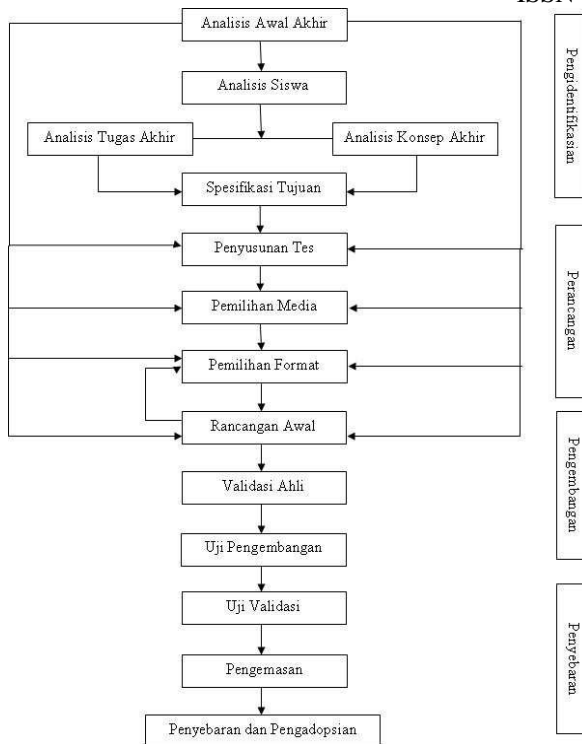 ISSN
Analisis Awal Akhir
Analisis Siswa
Analisis Tugas Akhir
Analisis Konsep Akhir
Spesifikasi Tujuan
Penyusunan Tes
Pemilihan Media
Pemilihan Format
Rancangan Awal
Validasi Ahli
Uji Pengembangan
Uji Validasi
Pengemasan
Penyebaran dan Pengadopsian
Pengidentifikasian
Perancangan
Pengembangan
Penyebaran